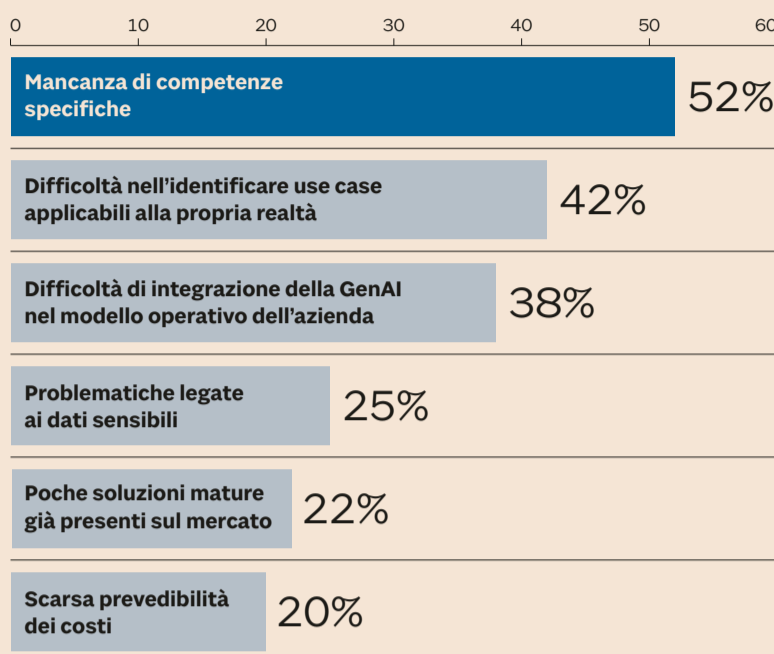 0 10 20 30 40 50 60
Mancanza di competenze
specifiche
52%
Difficoltà nell'identificare use case
applicabili alla propria realtà
42%
Difficoltà di integrazione della GenAI
nel modello operativo dell'azienda
38%
Problematiche legate
ai dati sensibili
25%
Poche soluzioni mature
già presenti sul mercato
22%
Scarsa prevedibilità
dei costi
20%